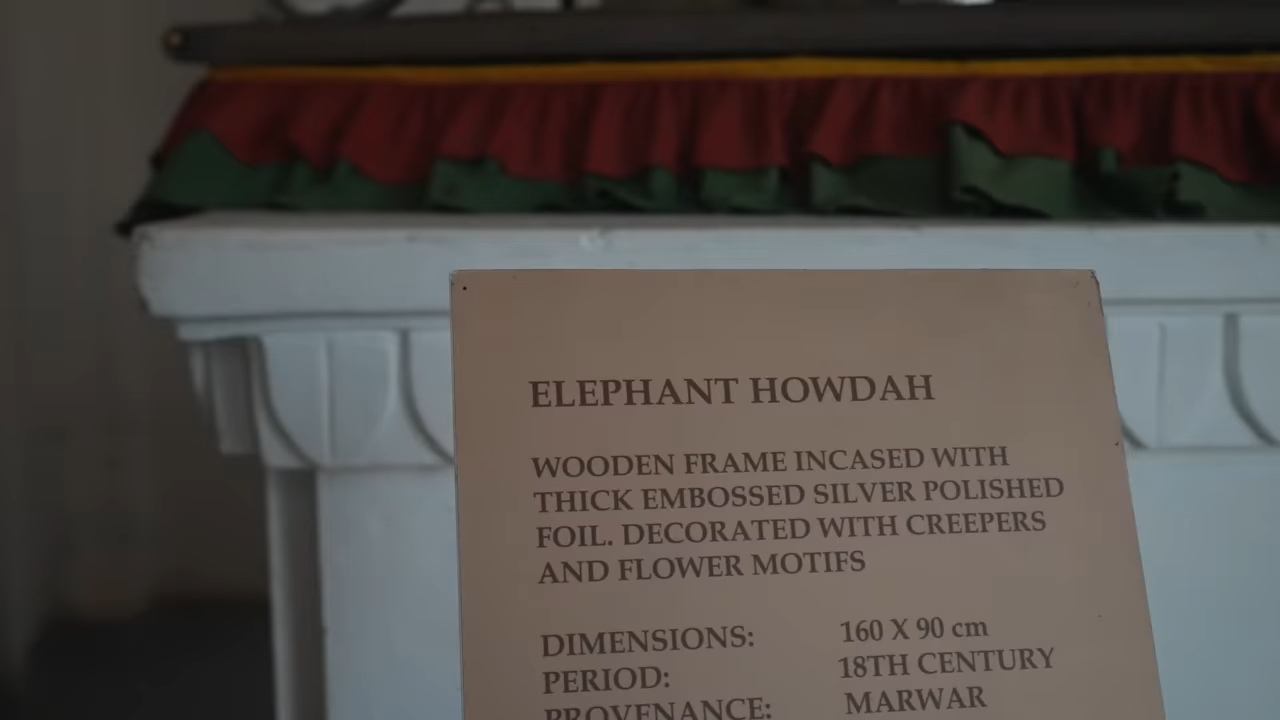 ELEPHANT HOWDAH
WOODEN FRAME INCASED WITH
THICK EMBOSSED SILVER POLISHED
FOIL. DECORATED WITH CREEPERS
AND FLOWER MOTIFS
DIMENSIONS: 160 X 90 cm
PERIOD: 18TH CENTURY
PROVENANCE: MARWAR